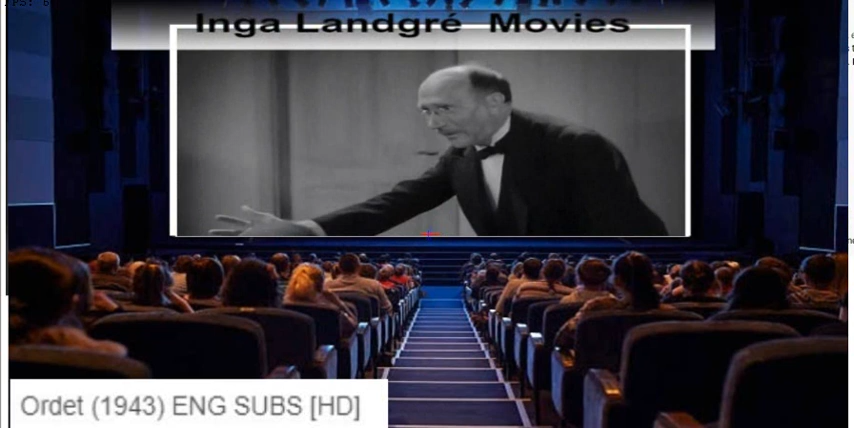 Inga Landgré Movies
Ordet (1943) ENG SUBS [HD]